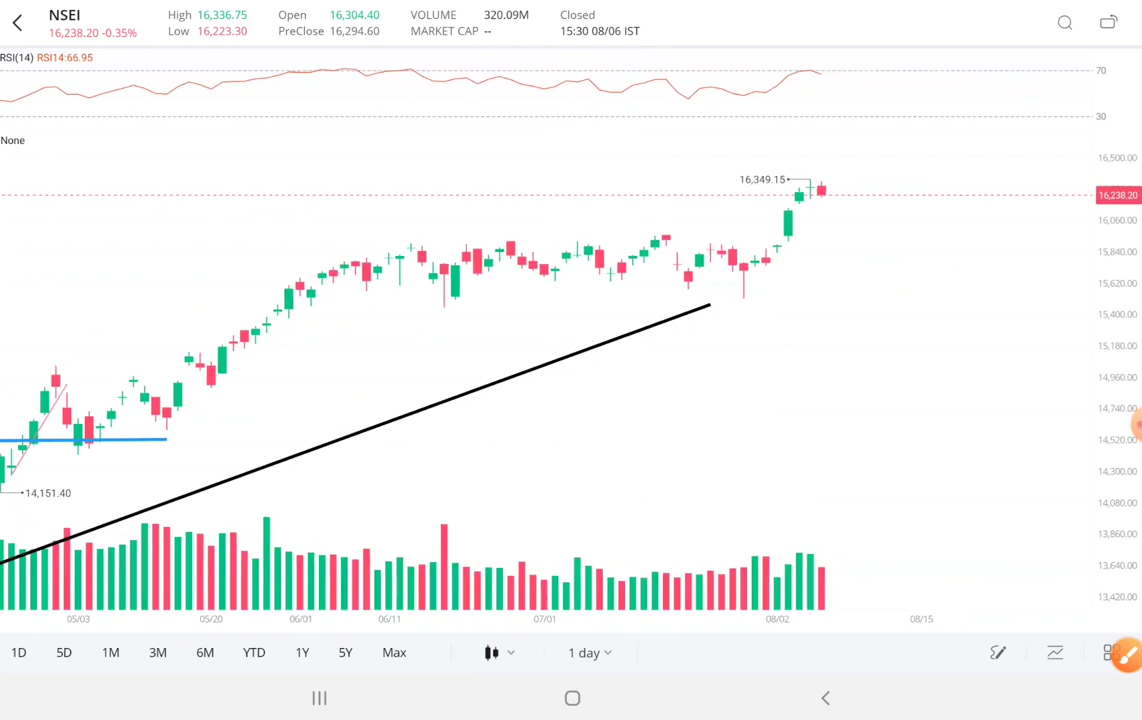 NSEI
16,238.20 -0.35%
High 16,336.75
Low 16,223.30
Open 16,304.40
PreClose 16,294.60
VOLUME 320.09M
MARKET CAP --
Closed
15:30 08/06 IST
RSI(14) RSI14:66.95
70
30
None
16,500.00
16,349.15
16,238.20
16,060.00
15,840.00
15,620.00
15,400.00
15,180.00
14,960.00
14,740.00
14,520.00
14,300.00
14,151.40
14,080.00
13,860.00
13,640.00
13,420.00
05/03 05/20 06/01 06/11 07/01 08/02 08/15
1D 5D 1M 3M 6M YTD 1Y 5Y Max 1 day